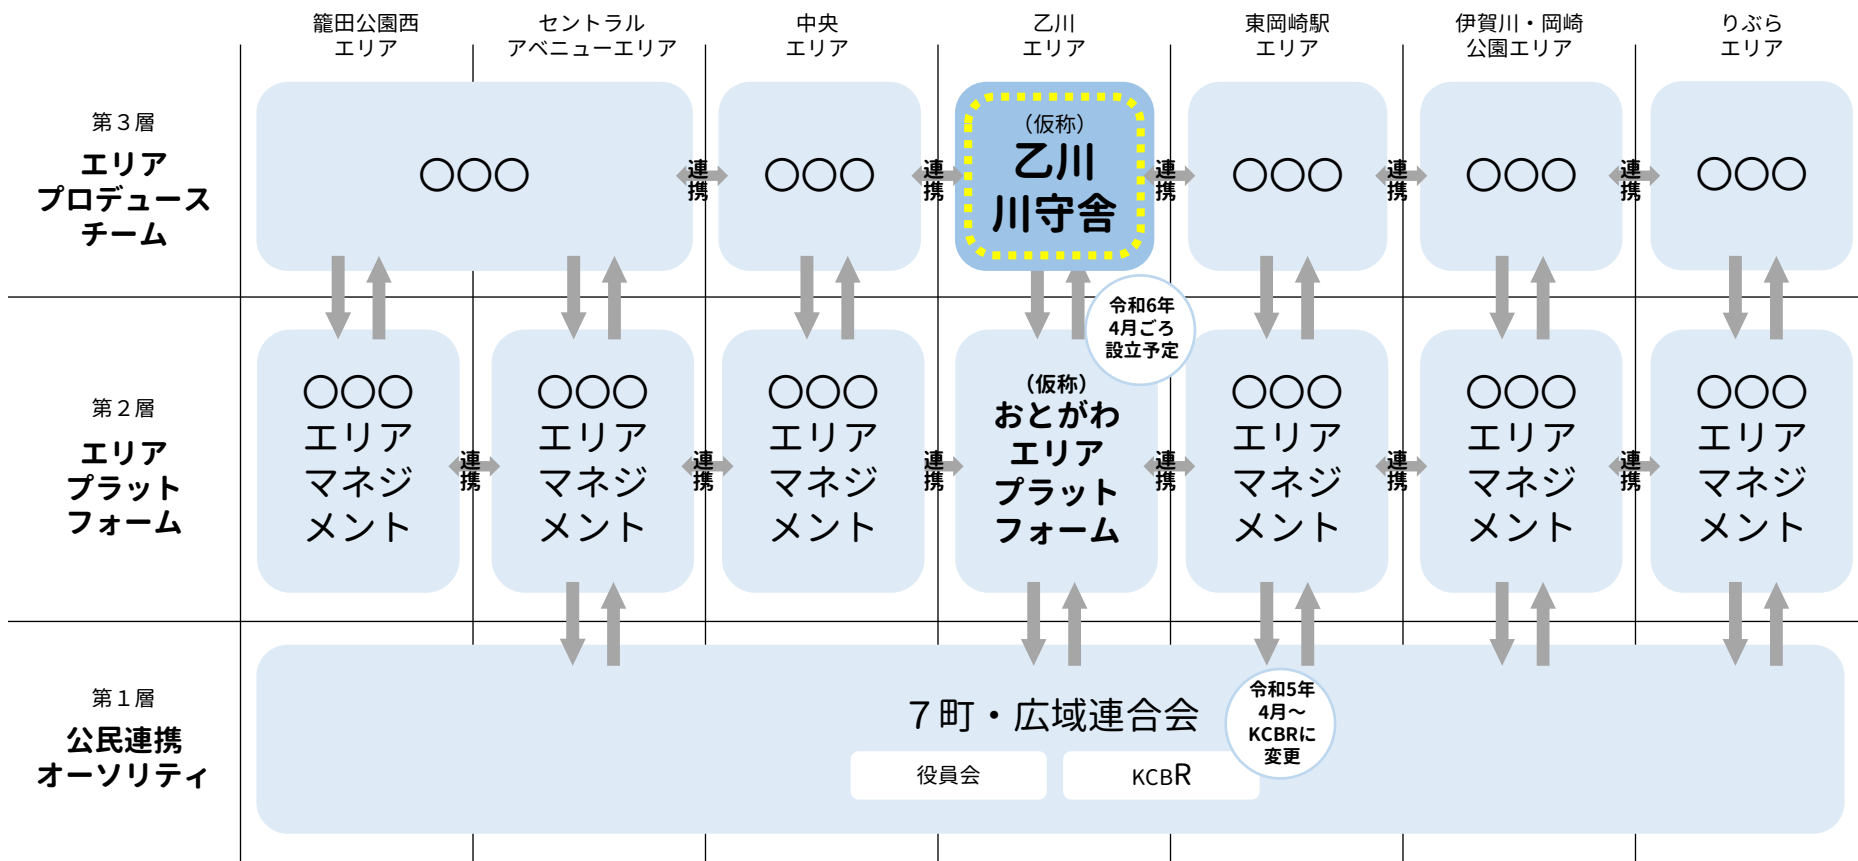 籠田公園西
エリア
セントラル
アベニューエリア
中央
エリア
乙川
エリア
東岡崎駅
エリア
伊賀川・岡崎
公園エリア
りぶら
エリア
第３層
エリア
プロデュース
チーム
〇〇〇
連携
〇〇〇
連携
（仮称）
乙川
川守舎
連携
〇〇〇
連携
〇〇〇
連携
〇〇〇
令和6年
4月ごろ
設立予定
第２層
エリア
プラット
フォーム
〇〇〇
エリア
マネジ
メント
連携
〇〇〇
エリア
マネジ
メント
連携
〇〇〇
エリア
マネジ
メント
連携
（仮称）
おとがわ
エリア
プラット
フォーム
連携
〇〇〇
エリア
マネジ
メント
連携
〇〇〇
エリア
マネジ
メント
連携
〇〇〇
エリア
マネジ
メント
第１層
公民連携
オーソリティ
７町・広域連合会
役員会
KCBR
令和5年
4月～
KCBRに
変更